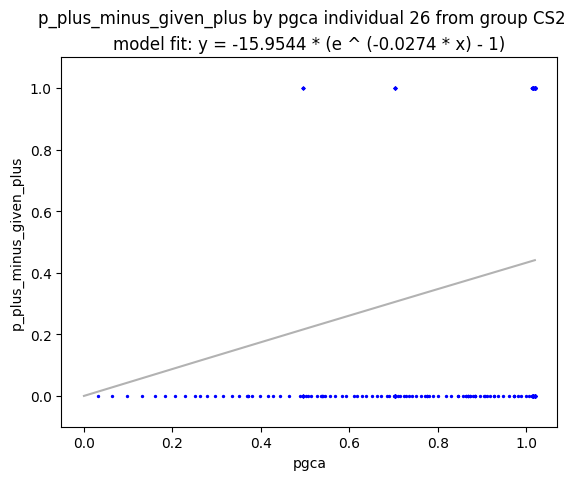 p_plus_minus_given_plus by pgca individual 26 from group CS2
model fit: y = -15.9544 * (e ^ (-0.0274 * x) - 1)
1.0
0.8
0.6
0.4
0.2
0.0
p_plus_minus_given_plus
0.0 0.2 0.4 0.6 0.8 1.0
pgca